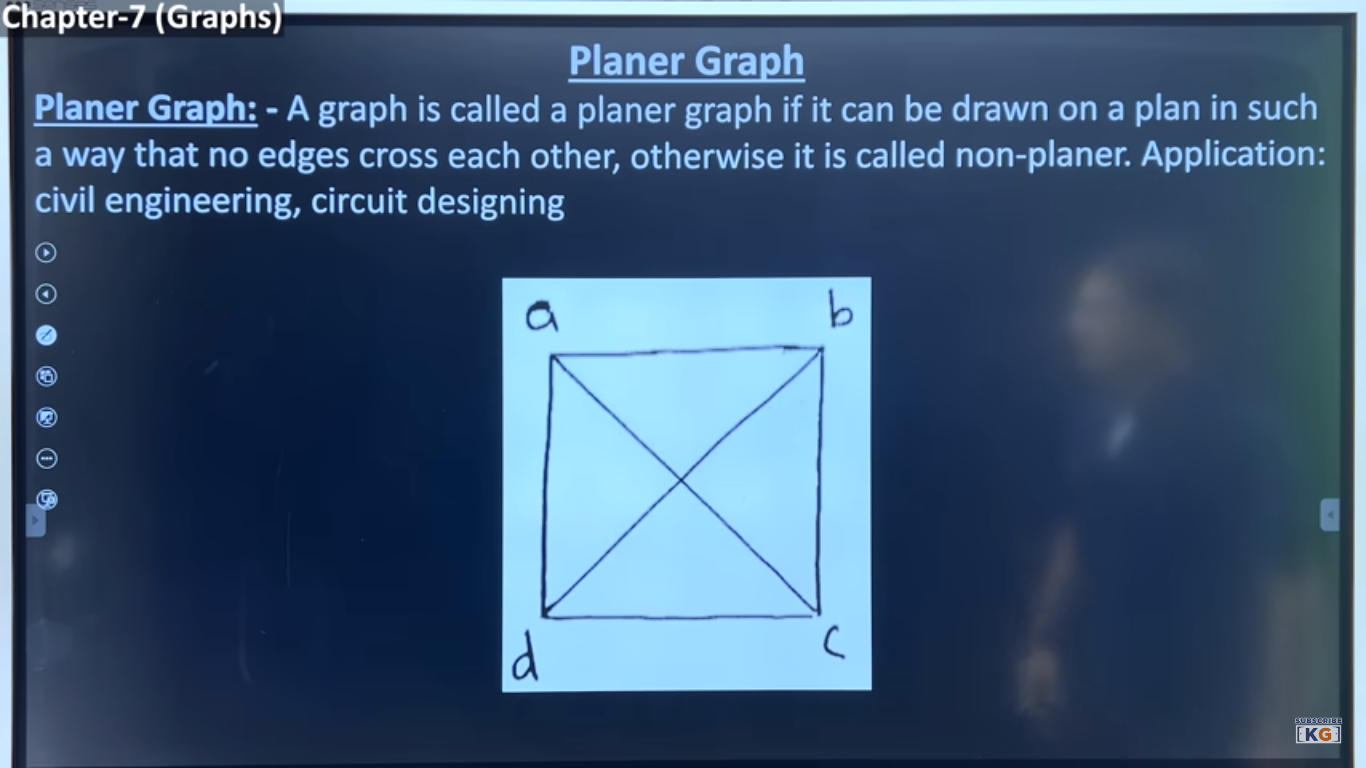 Chapter-7 (Graphs)
Planer Graph
Planer Graph: - A graph is called a planer graph if it can be drawn on a plan in such
a way that no edges cross each other, otherwise it is called non-planer. Application:
civil engineering, circuit designing
a
b
d
c
SUBSCRIBE
KG